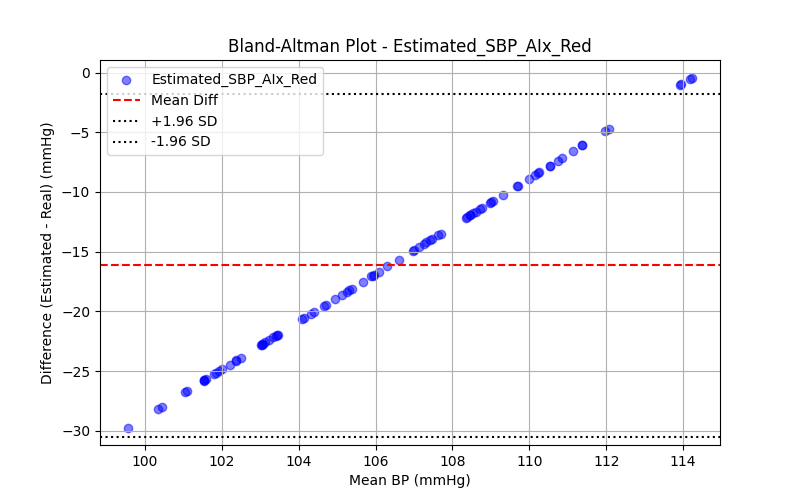 Bland-Altman Plot - Estimated_SBP_AIx_Red
Estimated_SBP_AIx_Red
Mean Diff
+1.96 SD
-1.96 SD
Difference (Estimated - Real) (mmHg)
0
−5
−10
−15
−20
−25
−30
100 102 104 106 108 110 112 114
Mean BP (mmHg)